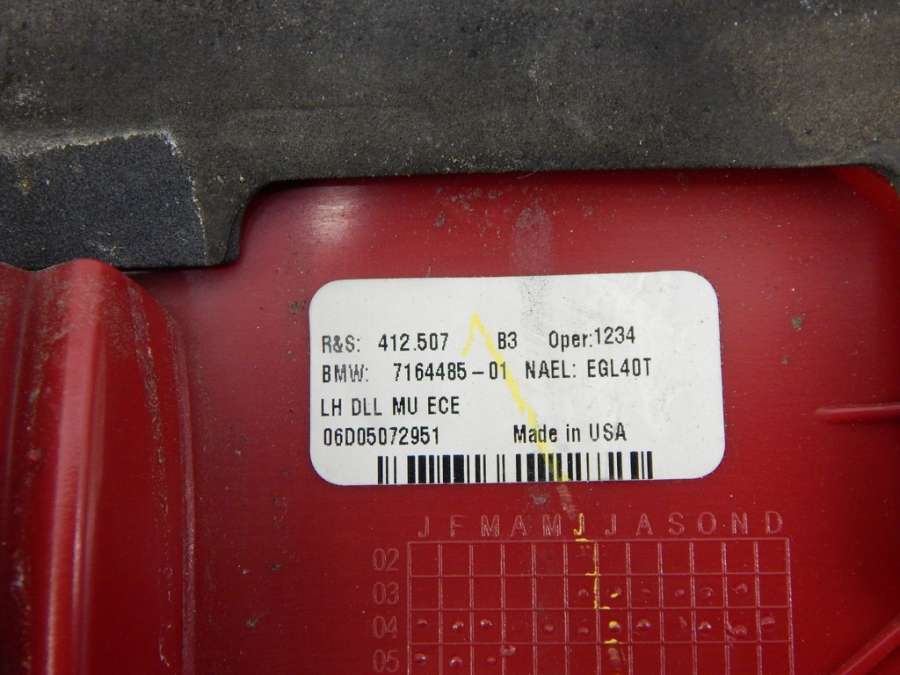 R&S: 412.507 B3 Oper:1234
BMW: 7164485-01 NAEL: EGL40T
LH DLL MU ECE
06D05072951 Made in USA
J F M A M J J A S O N D
02
03
04
05